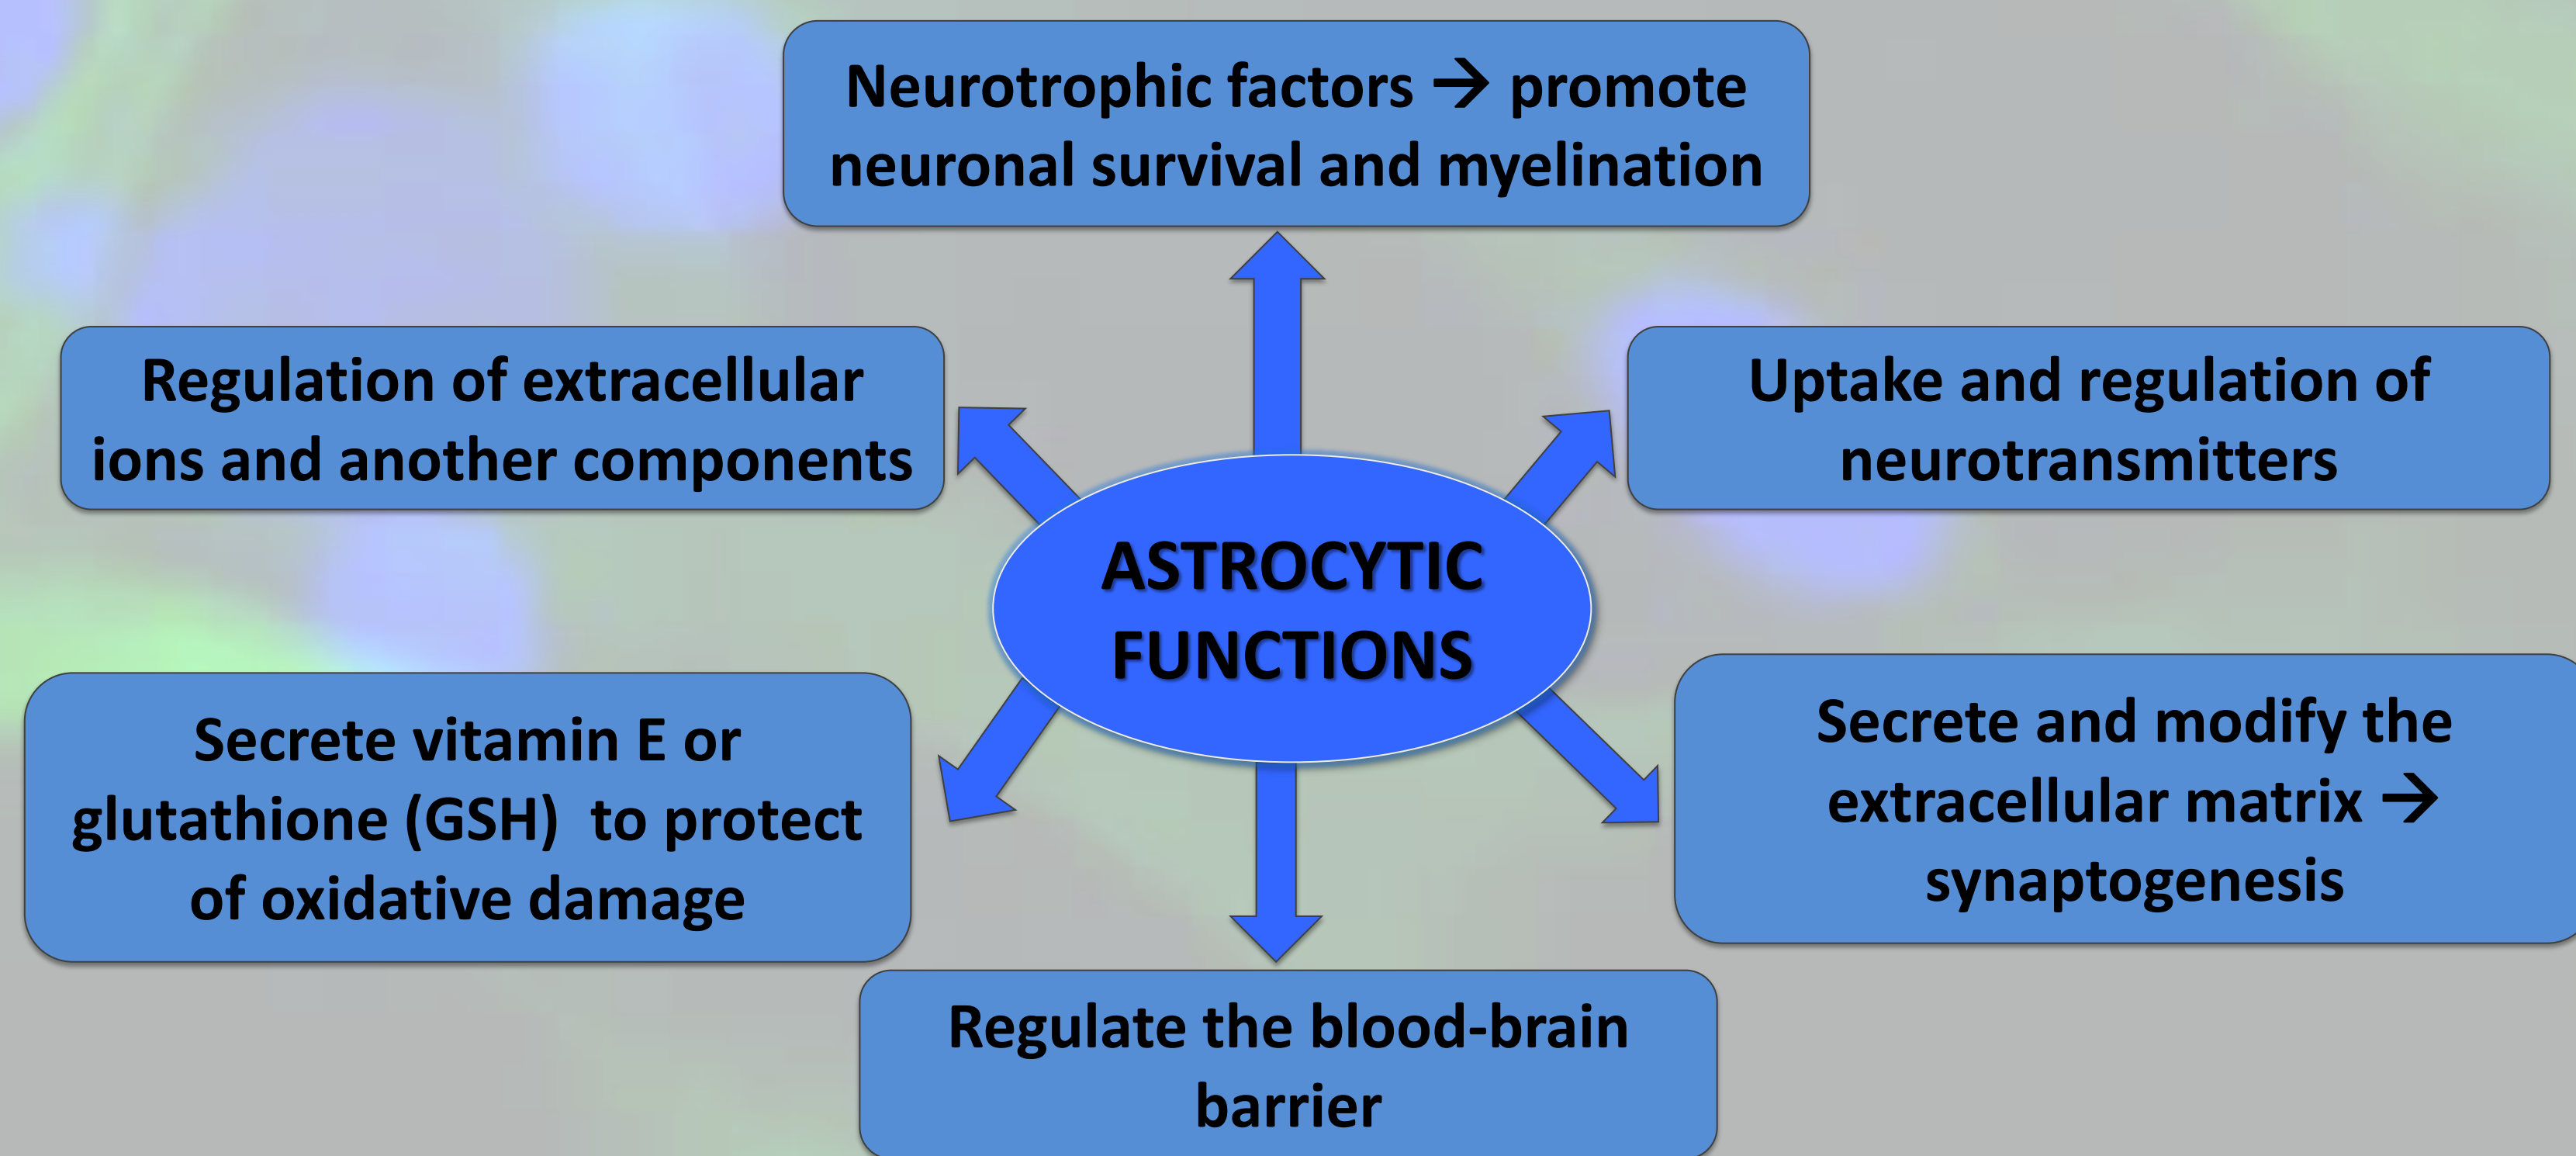 Neurotrophic factors → promote
neuronal survival and myelination
Regulation of extracellular
ions and another components
Uptake and regulation of
neurotransmitters
ASTROCYTIC
FUNCTIONS
Secrete vitamin E or
glutathione (GSH)  to protect
of oxidative damage
Secrete and modify the
extracellular matrix →
synaptogenesis
Regulate the blood-brain
barrier